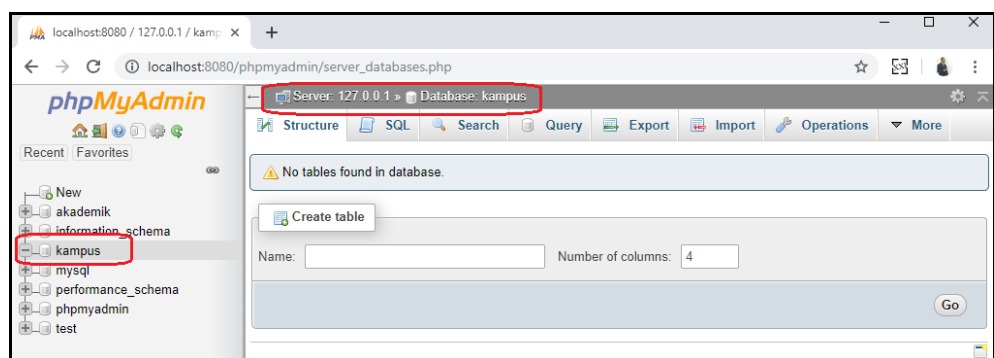 localhost:8080 / 127.0.0.1 / kamp
localhost:8080/phpmyadmin/server_databases.php
phpMyAdmin
Recent Favorites
New
akademik
information_schema
kampus
mysql
performance_schema
phpmyadmin
test
Server: 127.0.0.1 » Database: kampus
Structure SQL Search Query Export Import Operations More
No tables found in database.
Create table
Name: Number of columns: 4
Go